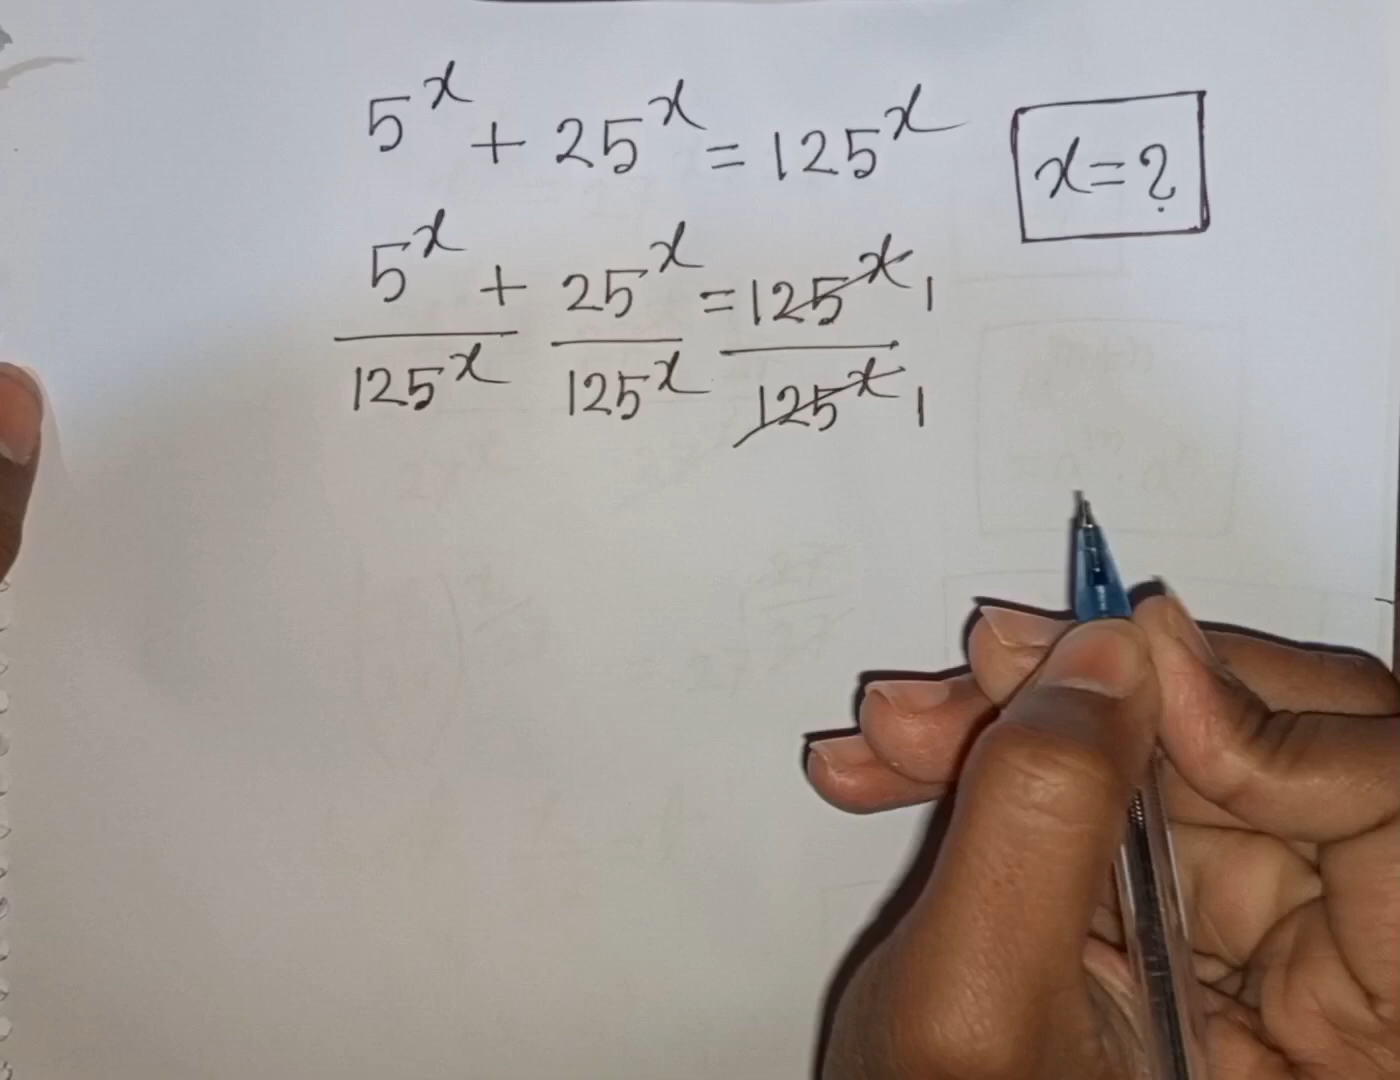 5^x + 25^x = 125^x
x = ?
5^x/125^x + 25^x/125^x = 125^x/125^x 1/1